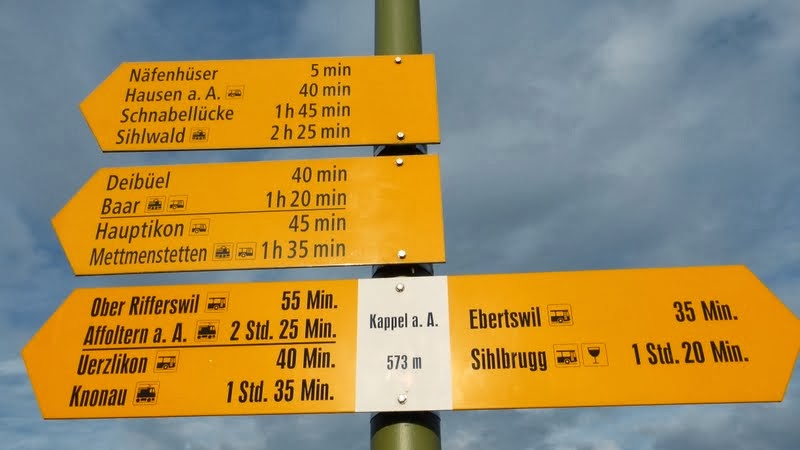 Näfenhüser 5 min
Hausen a. A. 40 min
Schnabellücke 1 h 45 min
Sihlwald 2 h 25 min
Deibüel 40 min
Baar 1 h 20 min
Hauptikon 45 min
Mettmenstetten 1 h 35 min
Ober Rifferswil 55 Min.
Affoltern a. A. 2 Std. 25 Min.
Uerzlikon 40 Min.
Knonau 1 Std. 35 Min.
Kappel a. A.
573 m
Ebertswil 35 Min.
Sihlbrugg 1 Std. 20 Min.